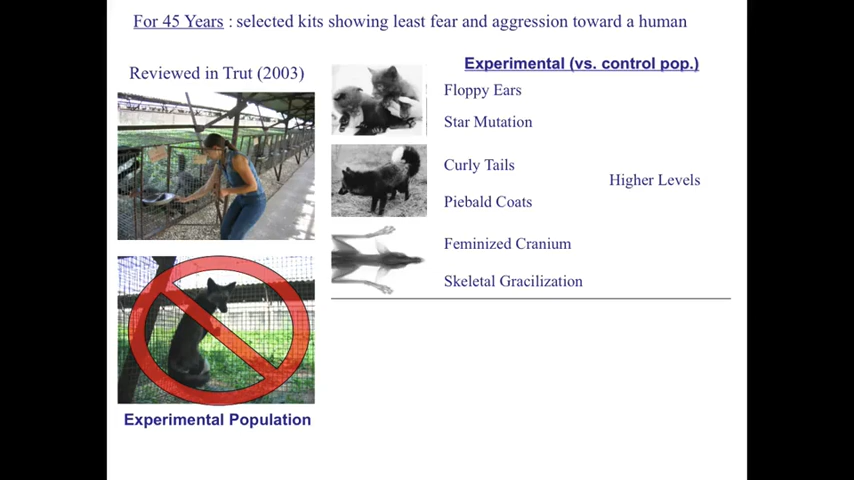 For 45 Years : selected kits showing least fear and aggression toward a human
Reviewed in Trut (2003)
Experimental (vs. control pop.)
Floppy Ears
Star Mutation
Curly Tails
Higher Levels
Piebald Coats
Feminized Cranium
Skeletal Gracilization
Experimental Population